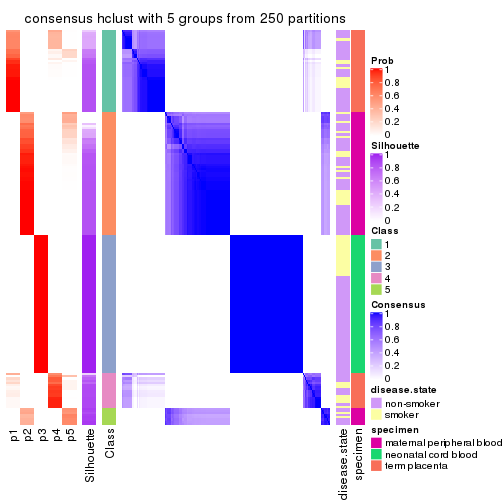 consensus hclust with 5 groups from 250 partitions
Prob
1
0.8
0.6
0.4
0.2
0
Silhouette
1
0.8
0.6
0.4
0.2
0
Class
1
2
3
4
5
Consensus
1
0.8
0.6
0.4
0.2
0
disease.state
non-smoker
smoker
specimen
maternal peripheral blood
neonatal cord blood
term placenta
p1
p2
p3
p4
p5
Silhouette
Class
disease.state
specimen